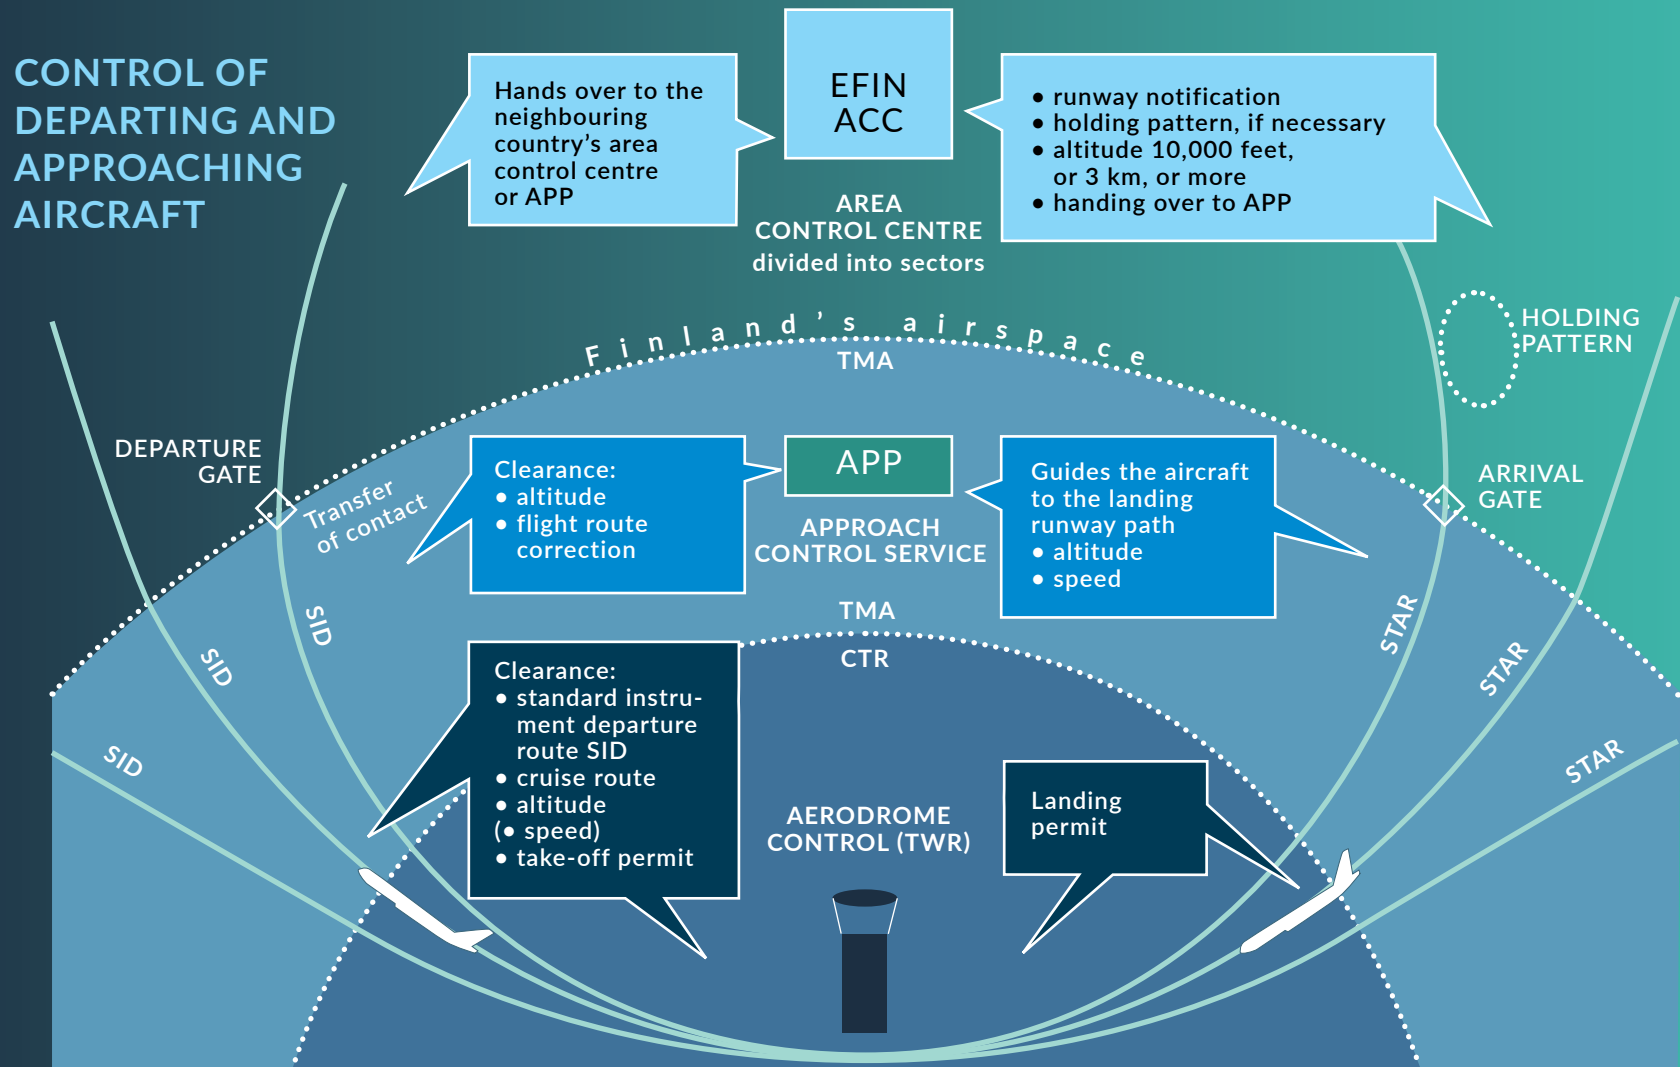 CONTROL OF
DEPARTING AND
APPROACHING
AIRCRAFT
Hands over to the
neighbouring
country’s area
control centre
or APP
EFIN
ACC
AREA
CONTROL CENTRE
divided into sectors
• runway notification
• holding pattern, if necessary
• altitude 10,000 feet,
or 3 km, or more
• handing over to APP
HOLDING
PATTERN
Finland’s airspace
TMA
DEPARTURE
GATE
Transfer
of contact
Clearance:
• altitude
• flight route
correction
APP
APPROACH
CONTROL SERVICE
Guides the aircraft
to the landing
runway path
• altitude
• speed
ARRIVAL
GATE
SID
SID
SID
STAR
STAR
STAR
TMA
CTR
Clearance:
• standard instru-
ment departure
route SID
• cruise route
• altitude
(• speed)
• take-off permit
AERODROME
CONTROL (TWR)
Landing
permit